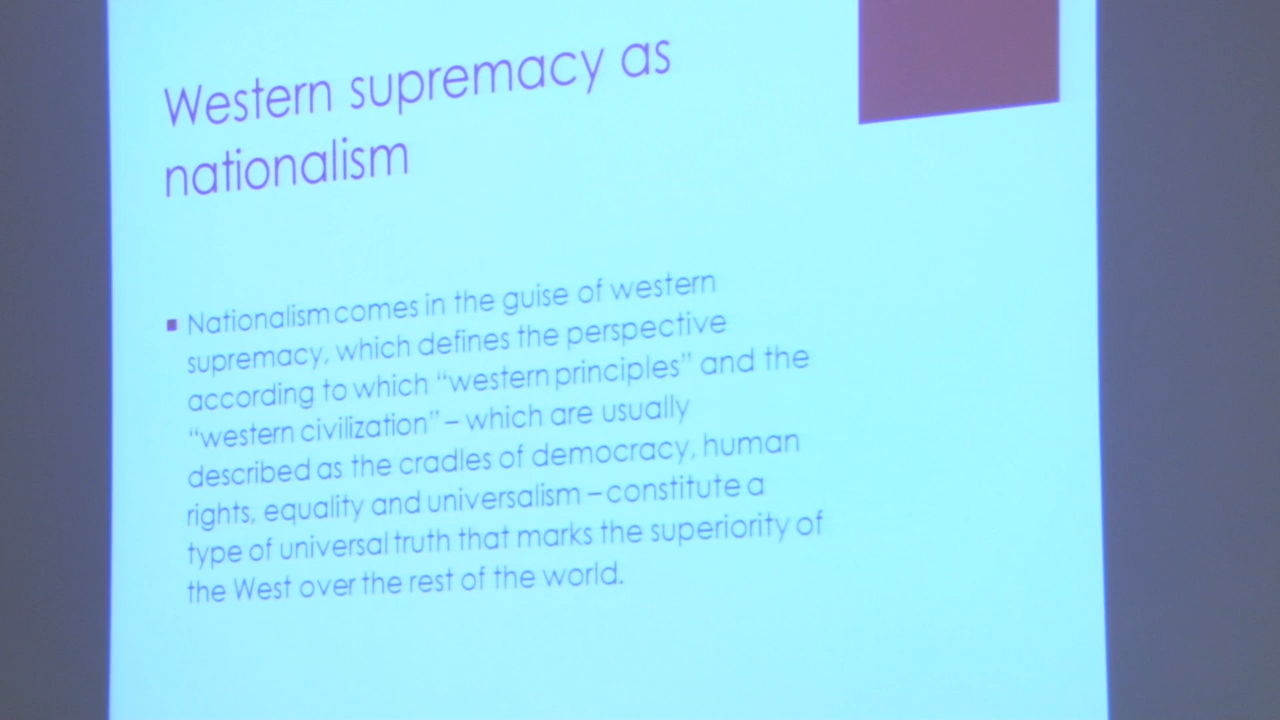 Western supremacy as
nationalism
Nationalism comes in the guise of western
supremacy, which defines the perspective
according to which “western principles” and the
“western civilization” – which are usually
described as the cradles of democracy, human
rights, equality and universalism – constitute a
type of universal truth that marks the superiority of
the West over the rest of the world.